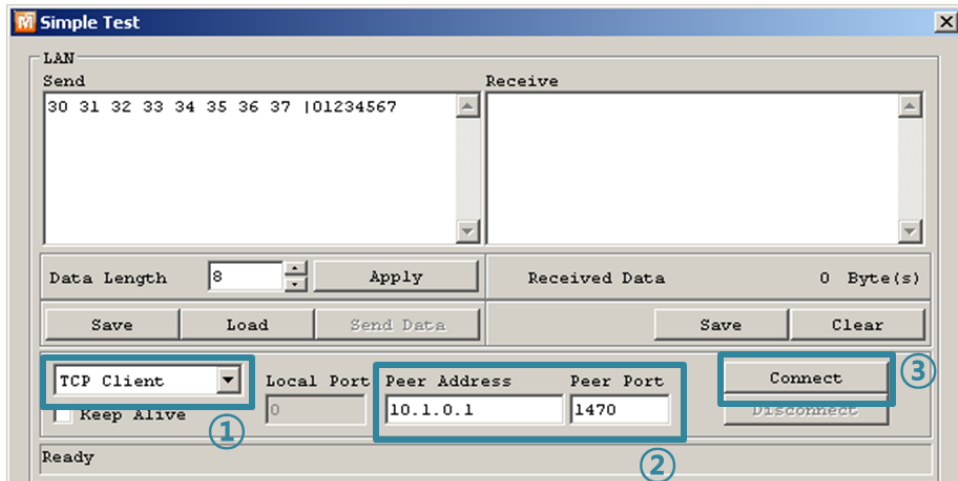 Simple Test
LAN
Send
Receive
30 31 32 33 34 35 36 37 |01234567
Data Length 8 Apply
Received Data 0 Byte(s)
Save Load Send Data
Save Clear
TCP Client
Local Port Peer Address Peer Port
Connect
③
Keep Alive
0
10.1.0.1
1470
Disconnect
①
②
Ready